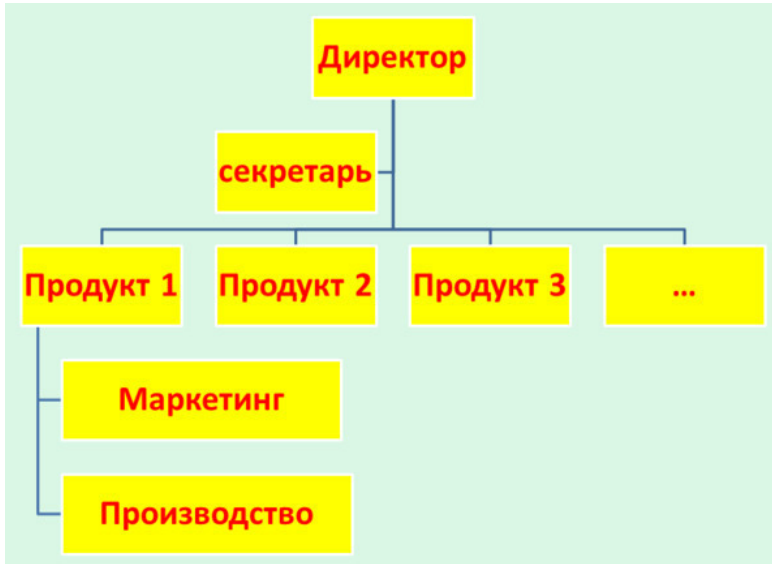 Директор
секретарь
Продукт 1
Продукт 2
Продукт 3
...
Маркетинг
Производство